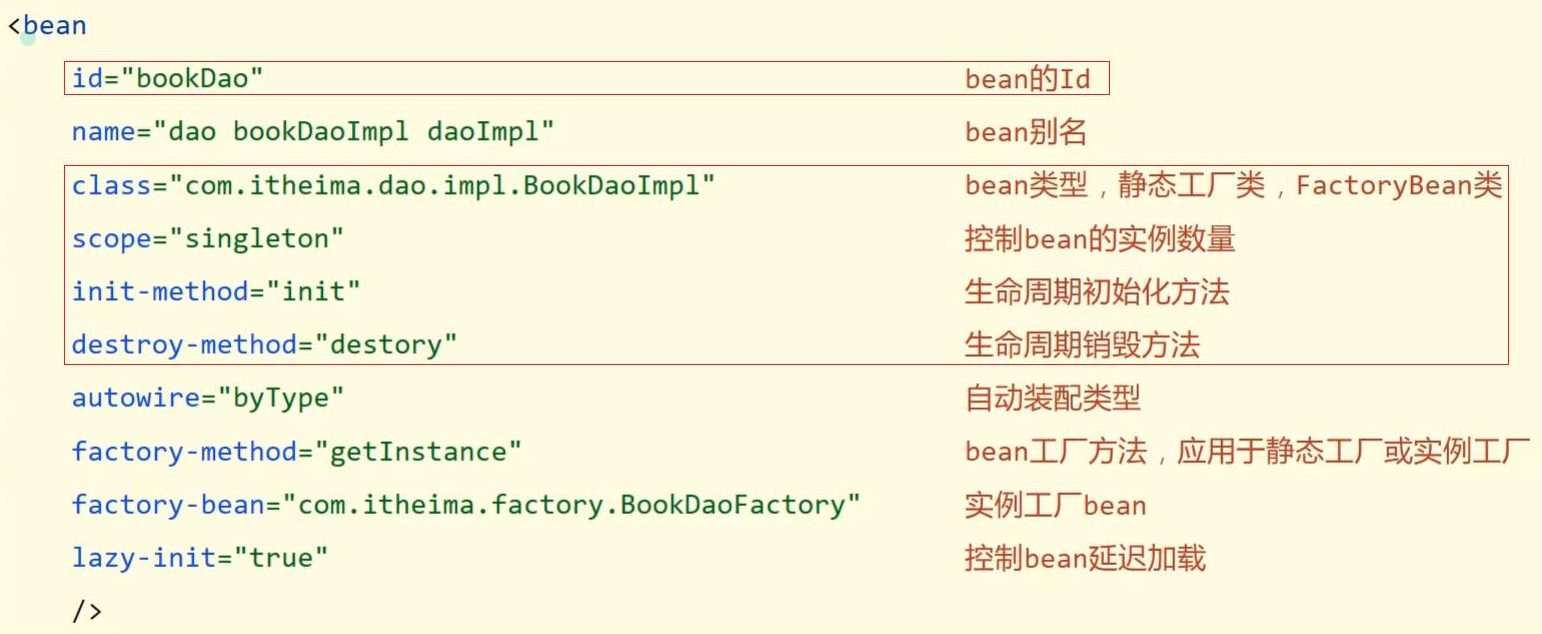 <bean
id="bookDao" bean的Id
name="dao bookDaoImpl daoImpl" bean别名
class="com.itheima.dao.impl.BookDaoImpl" bean类型，静态工厂类，FactoryBean类
scope="singleton" 控制bean的实例数量
init-method="init" 生命周期初始化方法
destroy-method="destory" 生命周期销毁方法
autowire="byType" 自动装配类型
factory-method="getInstance" bean工厂方法，应用于静态工厂或实例工厂
factory-bean="com.itheima.factory.BookDaoFactory" 实例工厂bean
lazy-init="true" 控制bean延迟加载
/>